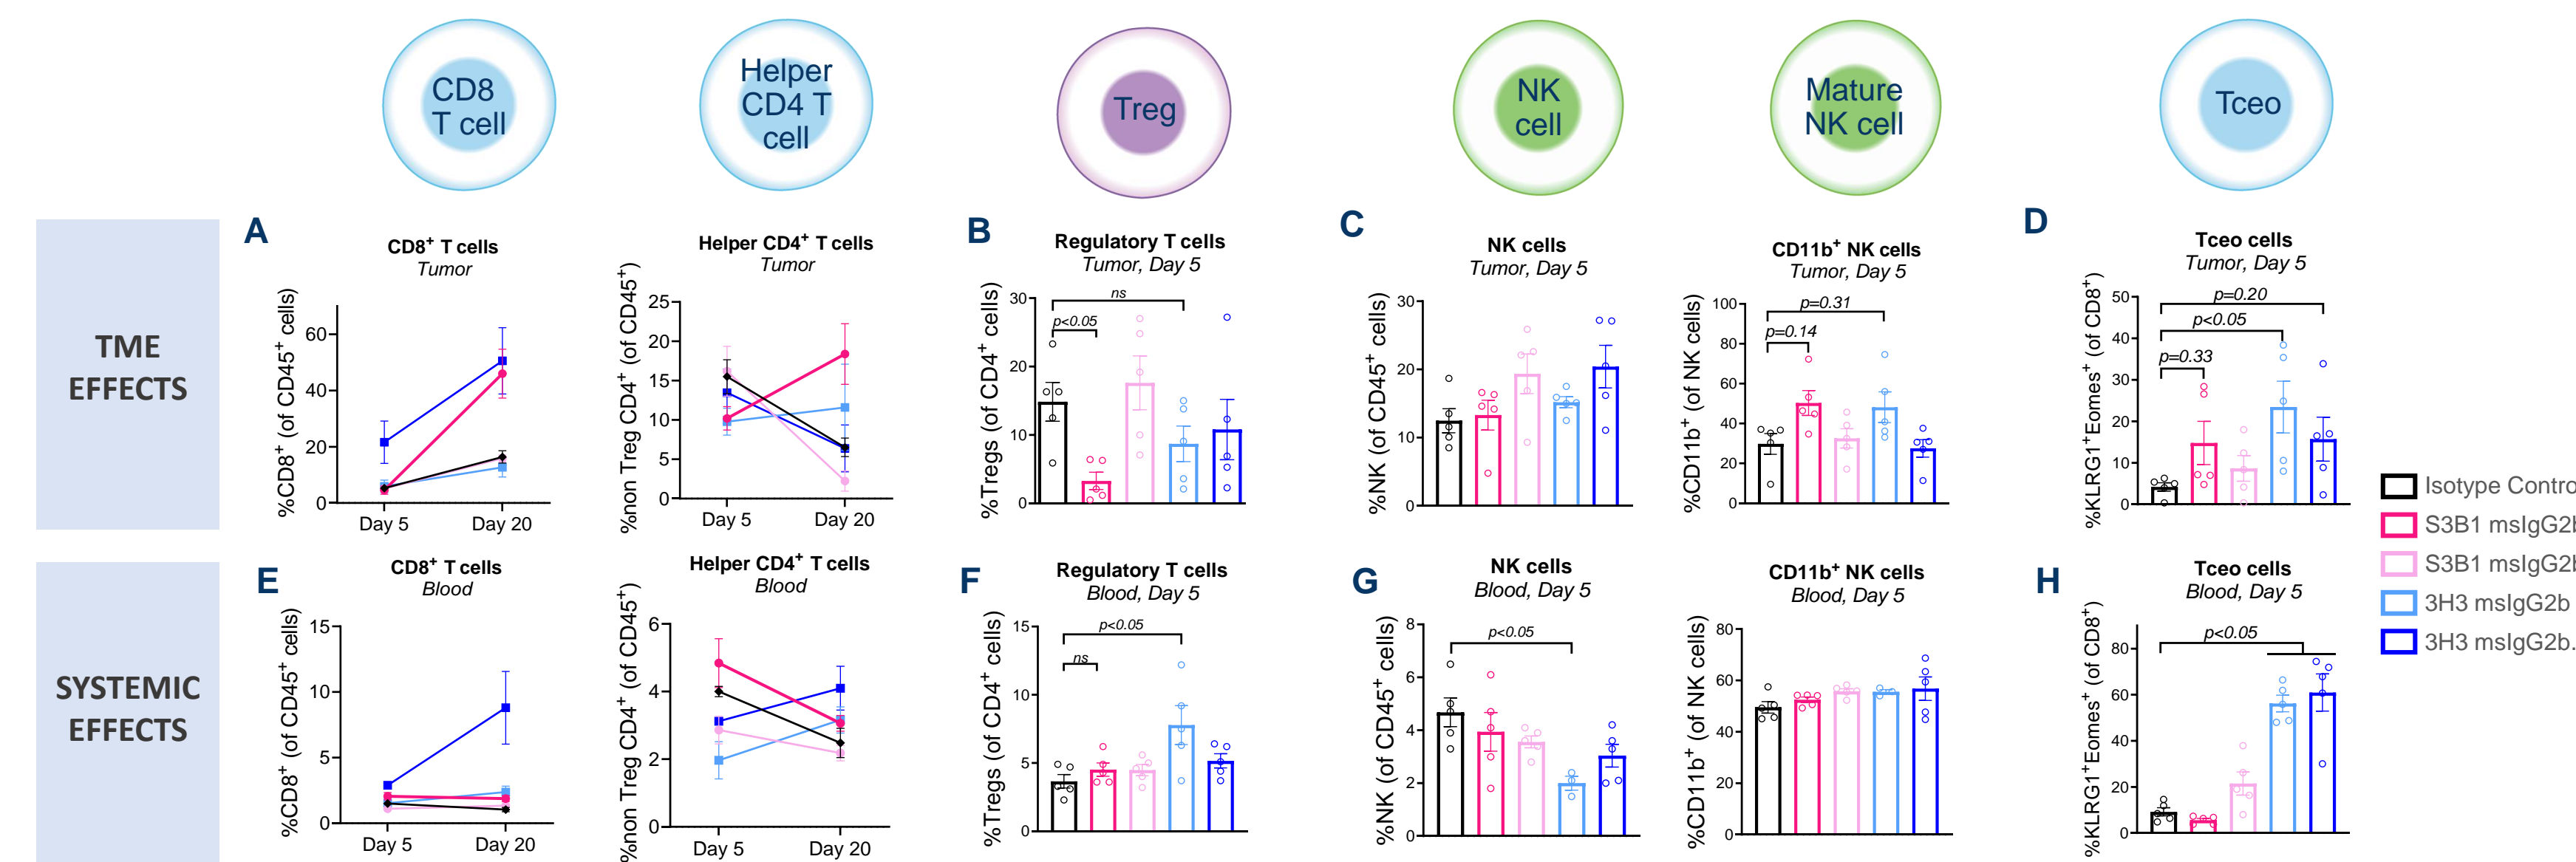 CD8
T cell
Helper
CD4 T
cell
Treg
NK
cell
Mature
NK cell
Tceo
TME
EFFECTS
A
CD8⁺ T cells
Tumor
%CD8⁺ (of CD45⁺ cells)
60
40
20
0
Day 5
Day 20
Helper CD4⁺ T cells
Tumor
%non Treg CD4⁺ (of CD45⁺)
25
20
15
10
5
0
Day 5
Day 20
B
Regulatory T cells
Tumor, Day 5
%Tregs (of CD4⁺ cells)
30
20
10
0
ns
p<0.05
C
NK cells
Tumor, Day 5
%NK (of CD45⁺ cells)
30
20
10
0
CD11b⁺ NK cells
Tumor, Day 5
%CD11b⁺ (of NK cells)
100
80
60
40
20
0
p=0.31
p=0.14
D
Tceo cells
Tumor, Day 5
%KLRG1⁺Eomes⁺ (of CD8⁺)
50
40
30
20
10
0
p=0.20
p<0.05
p=0.33
Isotype Contro
S3B1 msIgG2
S3B1 msIgG2
3H3 msIgG2b
3H3 msIgG2b.
SYSTEMIC
EFFECTS
E
CD8⁺ T cells
Blood
%CD8⁺ (of CD45⁺ cells)
15
10
5
0
Day 5
Day 20
Helper CD4⁺ T cells
Blood
%non Treg CD4⁺ (of CD45⁺)
6
4
2
0
Day 5
Day 20
F
Regulatory T cells
Blood, Day 5
%Tregs (of CD4⁺ cells)
15
10
5
0
p<0.05
ns
G
NK cells
Blood, Day 5
%NK (of CD45⁺ cells)
8
6
4
2
0
p<0.05
CD11b⁺ NK cells
Blood, Day 5
%CD11b⁺ (of NK cells)
80
60
40
20
0
H
Tceo cells
Blood, Day 5
%KLRG1⁺Eomes⁺ (of CD8⁺)
80
60
40
20
0
p<0.05